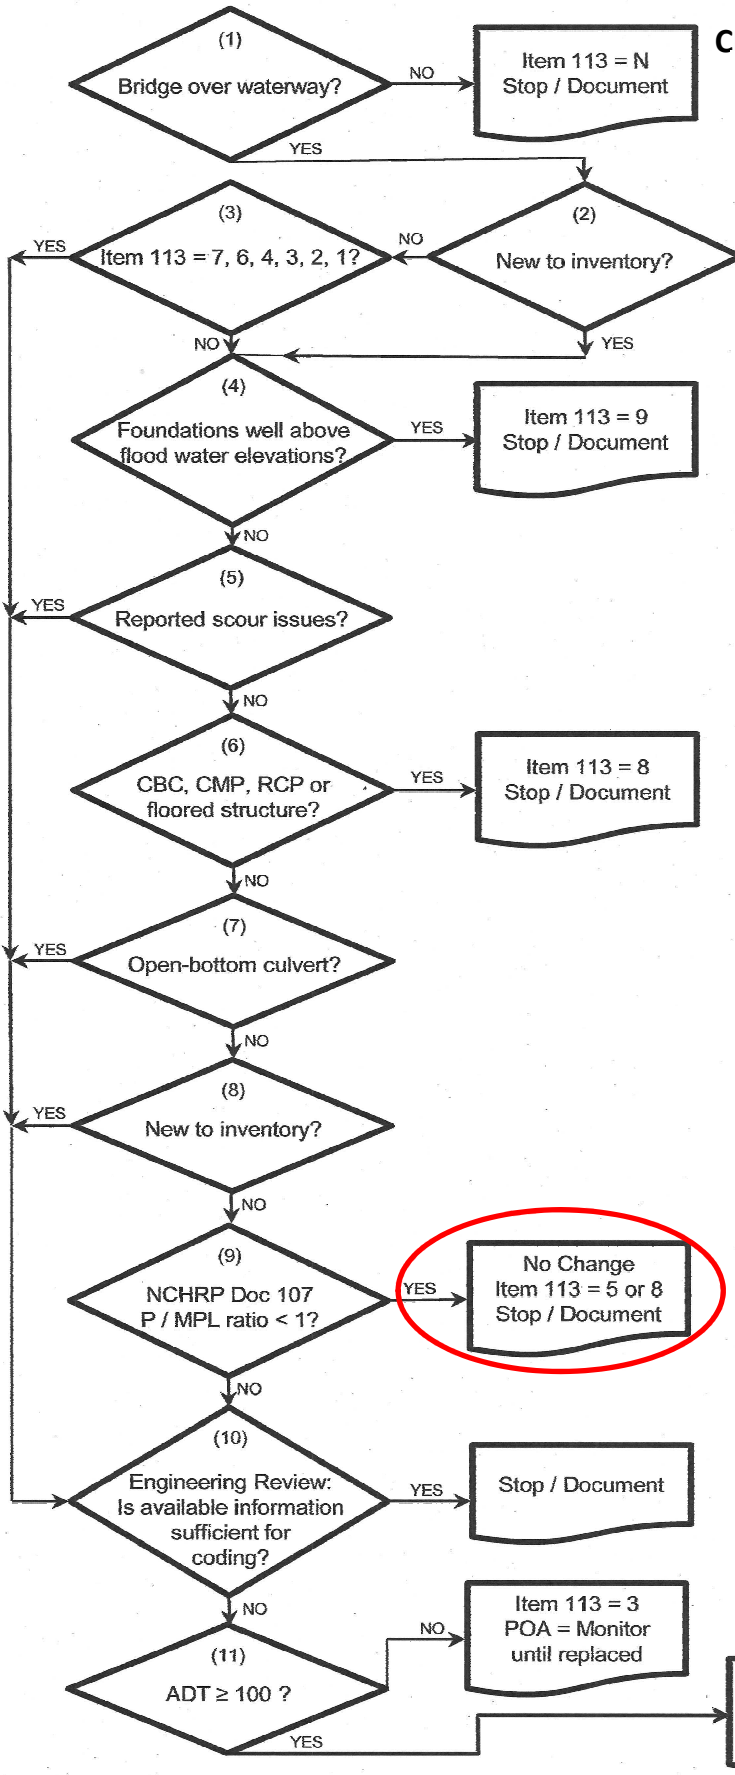 (1)
Bridge over waterway?
NO
Item 113 = N
Stop / Document
C
YES
(3)
Item 113 = 7, 6, 4, 3, 2, 1?
YES
NO
(2)
New to inventory?
NO
YES
(4)
Foundations well above
flood water elevations?
YES
Item 113 = 9
Stop / Document
NO
(5)
Reported scour issues?
YES
NO
(6)
CBC, CMP, RCP or
floored structure?
YES
Item 113 = 8
Stop / Document
NO
(7)
Open-bottom culvert?
YES
NO
(8)
New to inventory?
YES
NO
(9)
NCHRP Doc 107
P / MPL ratio < 1?
YES
No Change
Item 113 = 5 or 8
Stop / Document
NO
(10)
Engineering Review:
Is available information
sufficient for
coding?
YES
Stop / Document
NO
(11)
ADT ≥ 100 ?
NO
Item 113 = 3
POA = Monitor
until replaced
YES